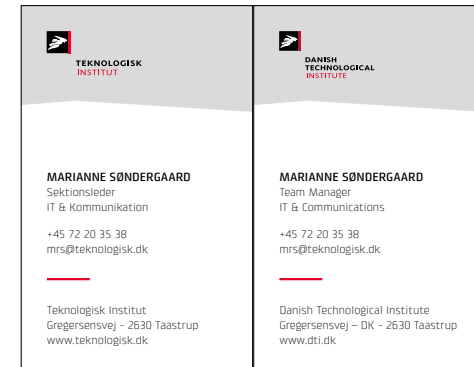 TEKNOLOGISK
INSTITUT
MARIANNE SØNDERGAARD
Sektionsleder
IT & Kommunikation
+45 72 20 35 38
mrs@teknologisk.dk
Teknologisk Institut
Gregersensvej - 2630 Taastrup
www.teknologisk.dk
DANISH
TECHNOLOGICAL
INSTITUTE
MARIANNE SØNDERGAARD
Team Manager
IT & Communications
+45 72 20 35 38
mrs@teknologisk.dk
Danish Technological Institute
Gregersensvej – DK - 2630 Taastrup
www.dti.dk